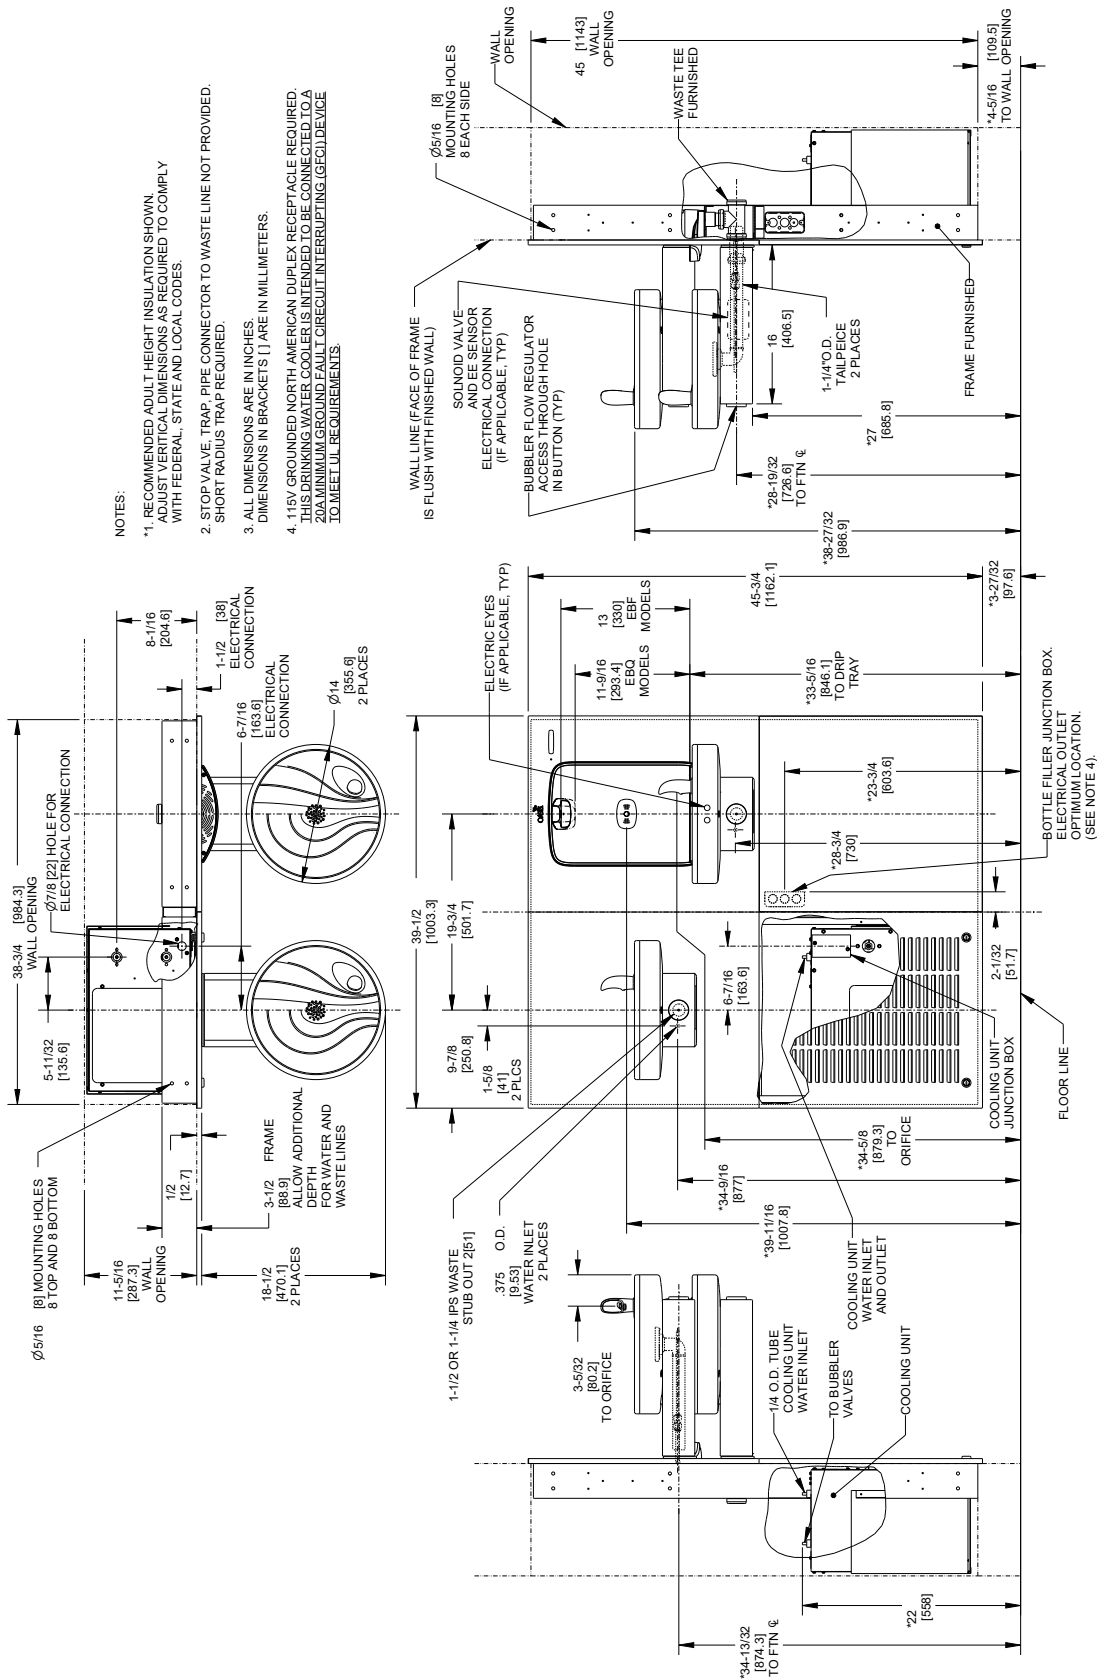 NOTES:
*1. RECOMMENDED ADULT HEIGHT INSULATION SHOWN.
ADJUST VERITICAL DIMENSIONS AS REQUIRED TO COMPLY
WITH FEDERAL, STATE AND LOCAL CODES.
2. STOP VALVE, TRAP, PIPE CONNECTOR TO WASTE LINE NOT PROVIDED.
SHORT RADIUS TRAP REQUIRED.
3. ALL DIMENSIONS ARE IN INCHES.
DIMENSIONS IN BRACKETS [ ] ARE IN MILLIMETERS.
4. 115V GROUNDED NORTH AMERICAN DUPLEX RECEPTACLE REQUIRED.
THIS DRINKING WATER COOLER IS INTENDED TO BE CONNECTED TO A
20A MINIMUM GROUND FAULT CIRECUIT INTERRUPTING (GFCI) DEVICE
TO MEET UL REQUIREMENTS.
Ø5/16 [8] MOUNTING HOLES
8 TOP AND 8 BOTTOM
11-5/16
[287.3]
WALL
OPENING
1/2
[12.7]
3-1/2 FRAME
[88.9]
ALLOW ADDITIONAL
DEPTH
FOR WATER AND
WASTE LINES
18-1/2
[470.1]
2 PLACES
38-3/4 [984.3]
WALL OPENING
5-11/32
[135.6]
Ø7/8 [22] HOLE FOR
ELECTRICAL CONNECTION
8-1/16
[204.6]
1-1/2 [38]
ELECTRICAL
CONNECTION
6-7/16
[163.6]
ELECTRICAL
CONNECTION
Ø14
[355.6]
2 PLACES
1-1/2 OR 1-1/4 IPS WASTE
STUB OUT 2[51]
.375 O.D.
[9.53]
WATER INLET
2 PLACES
3-5/32
[80.2]
TO ORIFICE
1/4 O.D. TUBE
COOLING UNIT
WATER INLET
TO BUBBLER
VALVES
COOLING UNIT
*22
[558]
*34-13/32
[874.3]
TO FTN ℄
39-1/2
[1003.3]
19-3/4
[501.7]
9-7/8
[250.8]
1-5/8
[41]
2 PLCS
6-7/16
[163.6]
oasis
ELECTRIC EYES
(IF APPLICABLE, TYP)
13
[330]
EBF
MODELS
11-9/16
[293.4]
EBQ
MODELS
45-3/4
[1162.1]
*33-5/16
[846.1]
TO DRIP
TRAY
*3-27/32
[97.6]
*23-3/4
[603.6]
*28-3/4
[730]
2-1/32
[51.7]
BOTTLE FILLER JUNCTION BOX.
ELECTRICAL OUTLET
OPTIMUM LOCATION.
(SEE NOTE 4).
*34-5/8
[879.3]
TO
ORIFICE
*34-9/16
[877]
*39-11/16
[1007.8]
COOLING UNIT
WATER INLET
AND OUTLET
COOLING UNIT
JUNCTION BOX
FLOOR LINE
WALL LINE (FACE OF FRAME
IS FLUSH WITH FINISHED WALL)
SOLNOID VALVE
AND EE SENSOR
ELECTRICAL CONNECTION
(IF APPILCABLE, TYP)
BUBBLER FLOW REGULATOR
ACCESS THROUGH HOLE
IN BUTTON (TYP)
Ø5/16 [8]
MOUNTING HOLES
8 EACH SIDE
WALL
OPENING
45 [1143]
WALL
OPENING
WASTE TEE
FURNISHED
16
[406.5]
1-1/4"O.D.
TAILPEICE
2 PLACES
*27
[685.8]
*28-19/32
[726.6]
TO FTN ℄
*38-27/32
[986.9]
FRAME FURNISHED
*4-5/16 [109.5]
TO WALL OPENING